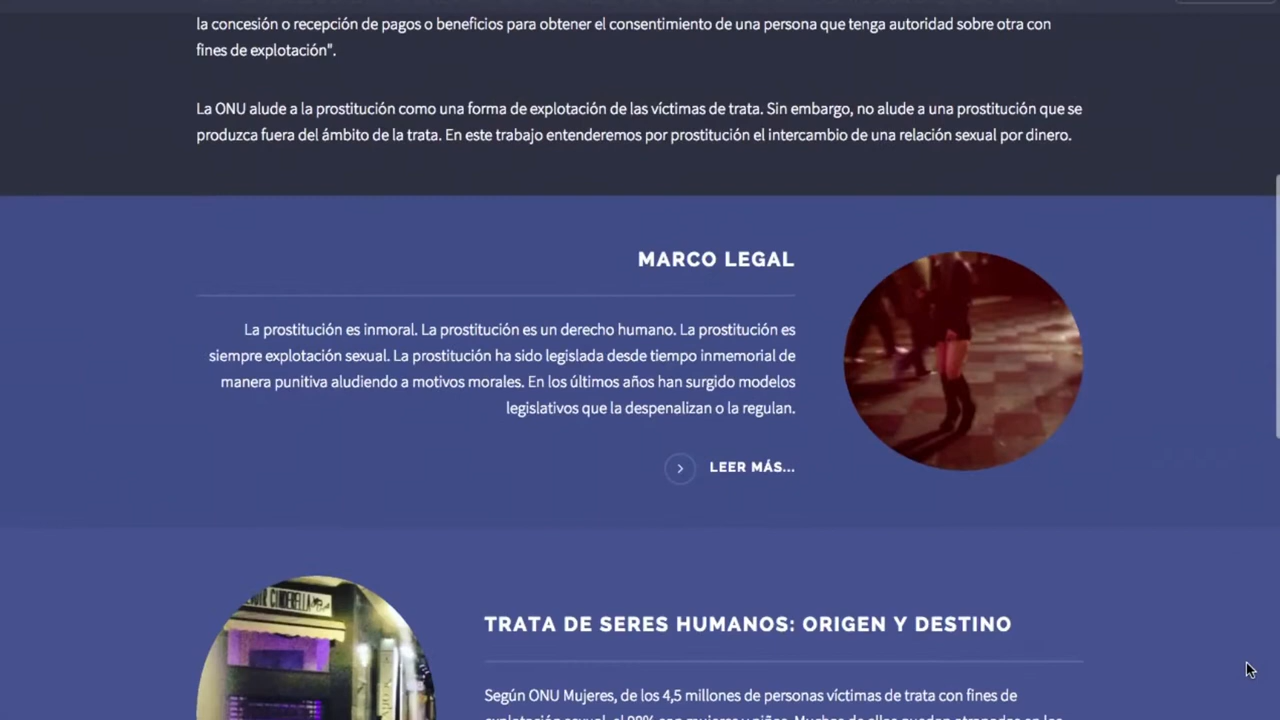 la concesión o recepción de pagos o beneficios para obtener el consentimiento de una persona que tenga autoridad sobre otra con
fines de explotación".
La ONU alude a la prostitución como una forma de explotación de las víctimas de trata. Sin embargo, no alude a una prostitución que se
produzca fuera del ámbito de la trata. En este trabajo entenderemos por prostitución el intercambio de una relación sexual por dinero.
MARCO LEGAL
La prostitución es inmoral. La prostitución es un derecho humano. La prostitución es
siempre explotación sexual. La prostitución ha sido legislada desde tiempo inmemorial de
manera punitiva aludiendo a motivos morales. En los últimos años han surgido modelos
legislativos que la despenalizan o la regulan.
LEER MÁS...
TRATA DE SERES HUMANOS: ORIGEN Y DESTINO
Según ONU Mujeres, de los 4,5 millones de personas víctimas de trata con fines de